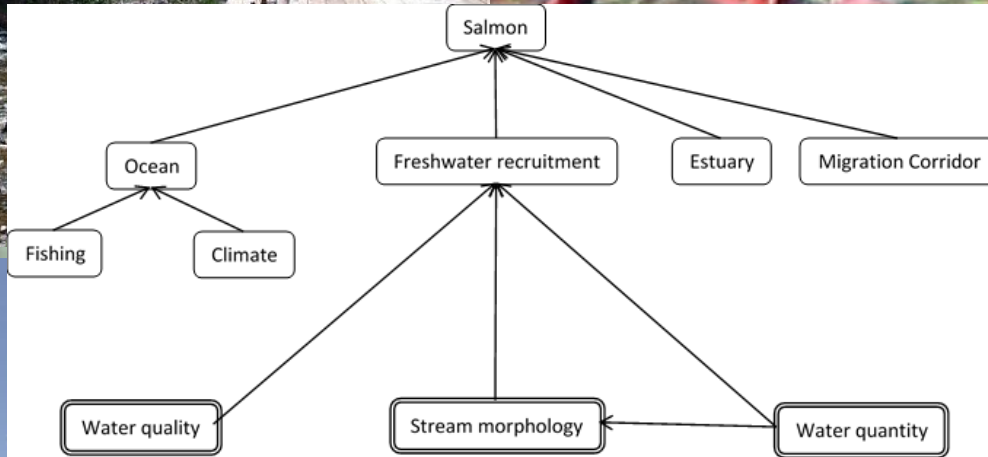 Salmon
Ocean
Freshwater recruitment
Estuary
Migration Corridor
Fishing
Climate
Water quality
Stream morphology
Water quantity